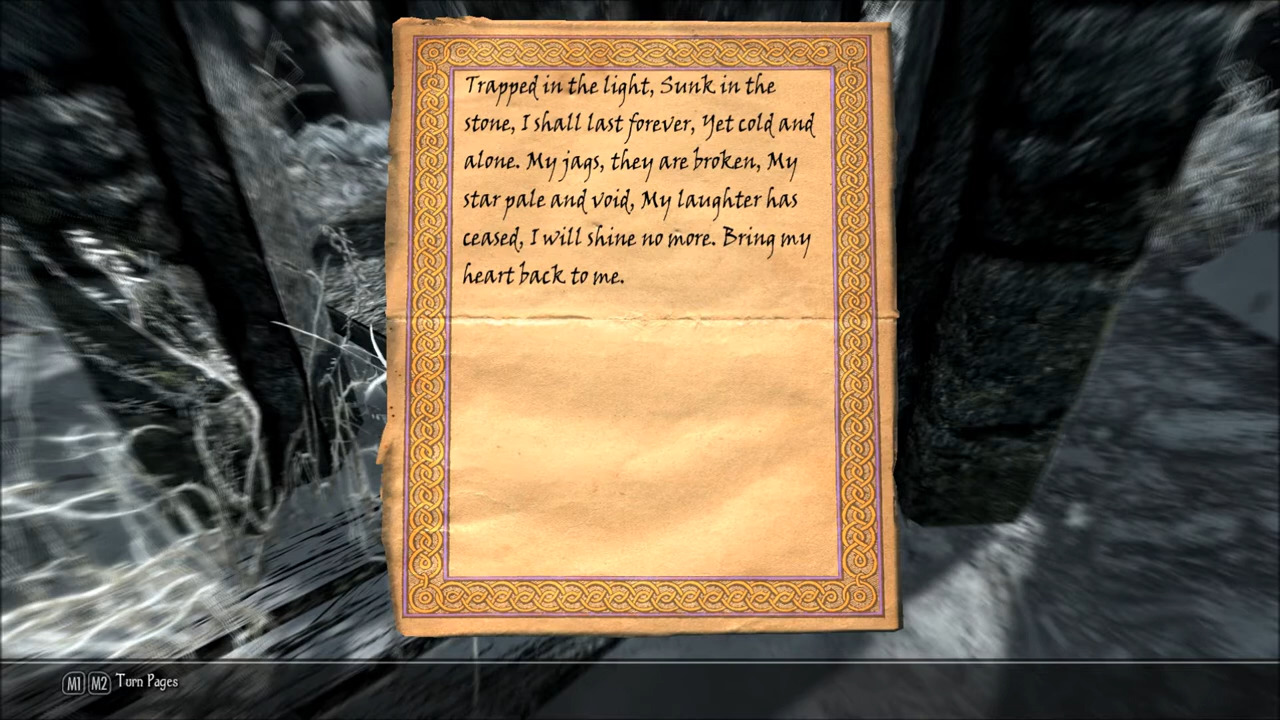 Trapped in the light, Sunk in the
stone, I shall last forever, Yet cold and
alone. My jags, they are broken, My
star pale and void, My laughter has
ceased, I will shine no more. Bring my
heart back to me.
M1 M2 Turn Pages